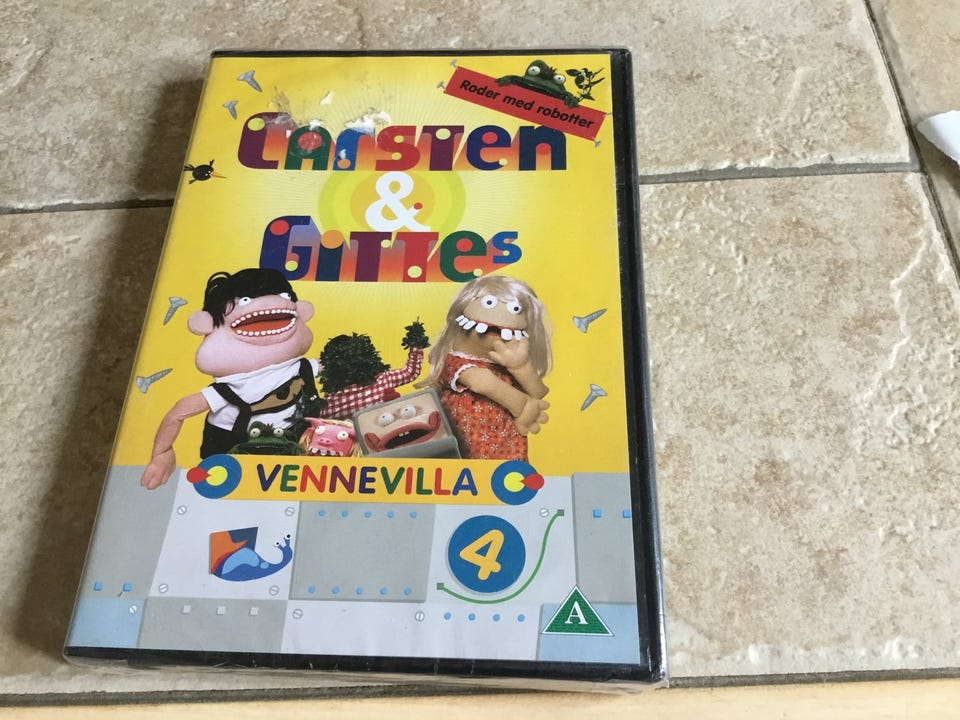 Roder med robotter
Carsten
&
Gittes
VENNEVILLA
4
A